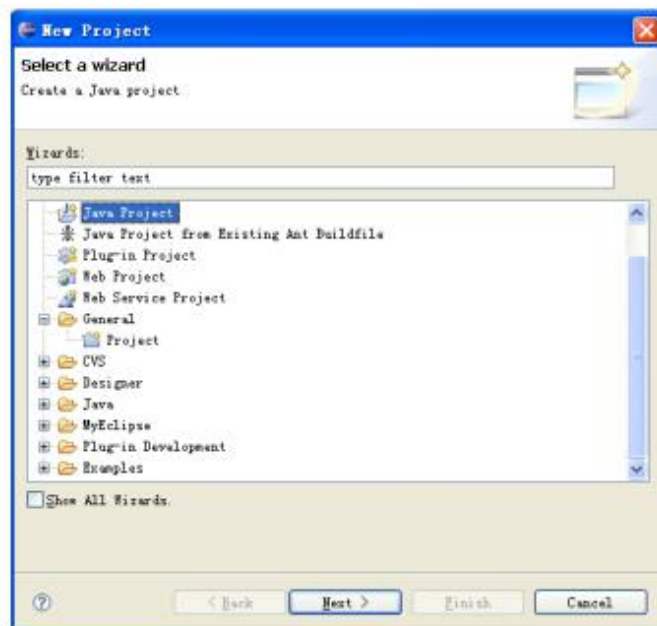 New Project
Select a wizard
Create a Java project
Wizards:
type filter text
Java Project
Java Project from Existing Ant Buildfile
Plug-in Project
Web Project
Web Service Project
General
Project
CVS
Designer
Java
MyEclipse
Plug-in Development
Examples
Show All Wizards.
?
< Back
Next >
Finish
Cancel